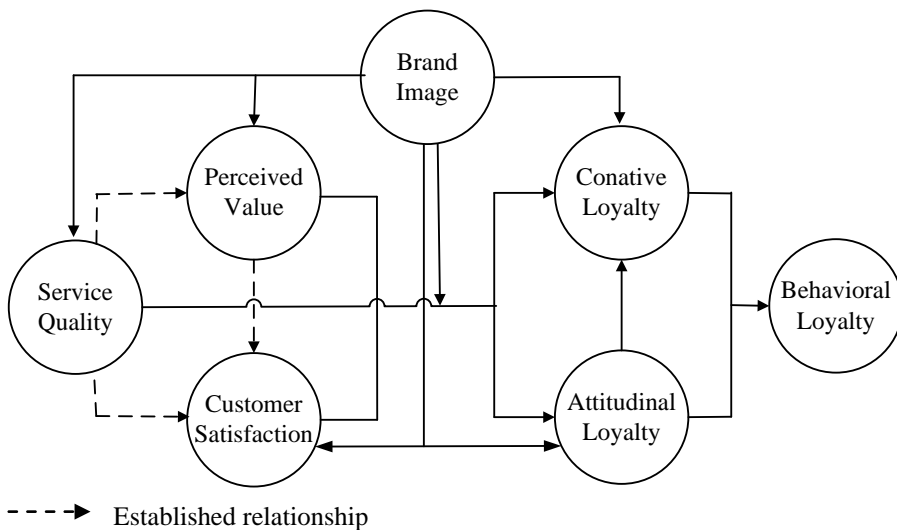 Brand
Image
Perceived
Value
Conative
Loyalty
Service
Quality
Behavioral
Loyalty
Customer
Satisfaction
Attitudinal
Loyalty
Established relationship